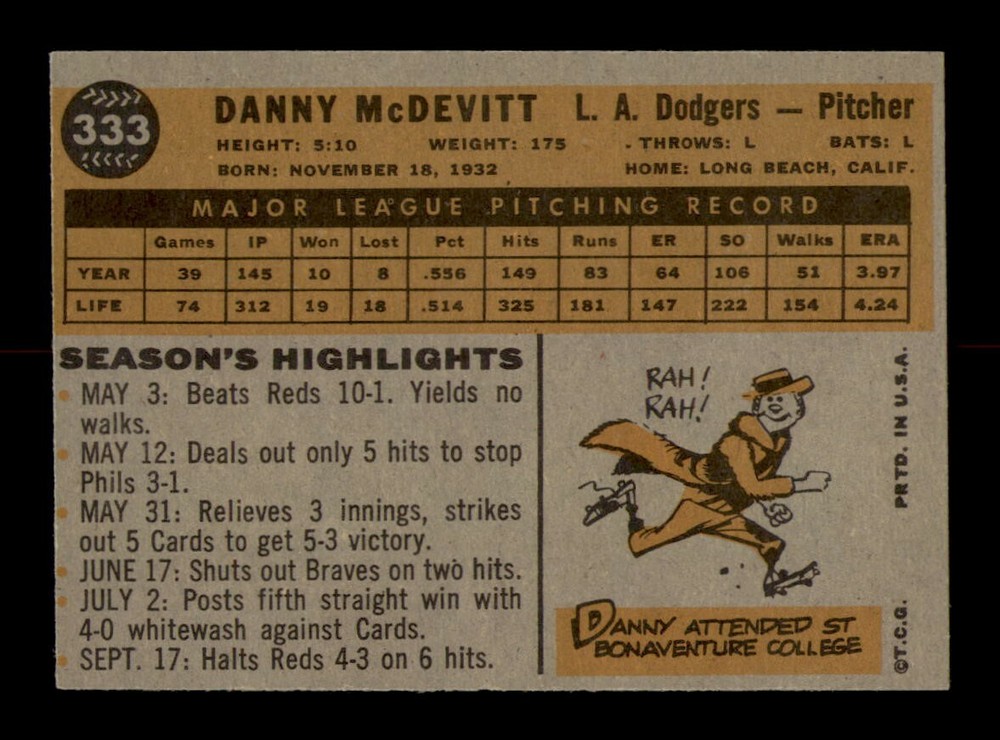 333
DANNY McDEVITT L. A. Dodgers — Pitcher
HEIGHT: 5:10 WEIGHT: 175 THROWS: L BATS: L
BORN: NOVEMBER 18, 1932 HOME: LONG BEACH, CALIF.
MAJOR LEAGUE PITCHING RECORD
Games IP Won Lost Pct Hits Runs ER SO Walks ERA
YEAR 39 145 10 8 .556 149 83 64 106 51 3.97
LIFE 74 312 19 18 .514 325 181 147 222 154 4.24
SEASON'S HIGHLIGHTS
• MAY 3: Beats Reds 10-1. Yields no
walks.
• MAY 12: Deals out only 5 hits to stop
Phils 3-1.
• MAY 31: Relieves 3 innings, strikes
out 5 Cards to get 5-3 victory.
• JUNE 17: Shuts out Braves on two hits.
• JULY 2: Posts fifth straight win with
4-0 whitewash against Cards.
• SEPT. 17: Halts Reds 4-3 on 6 hits.
RAH!
RAH!
DANNY ATTENDED ST
BONAVENTURE COLLEGE
©T.C.G. PRTD. IN U.S.A.